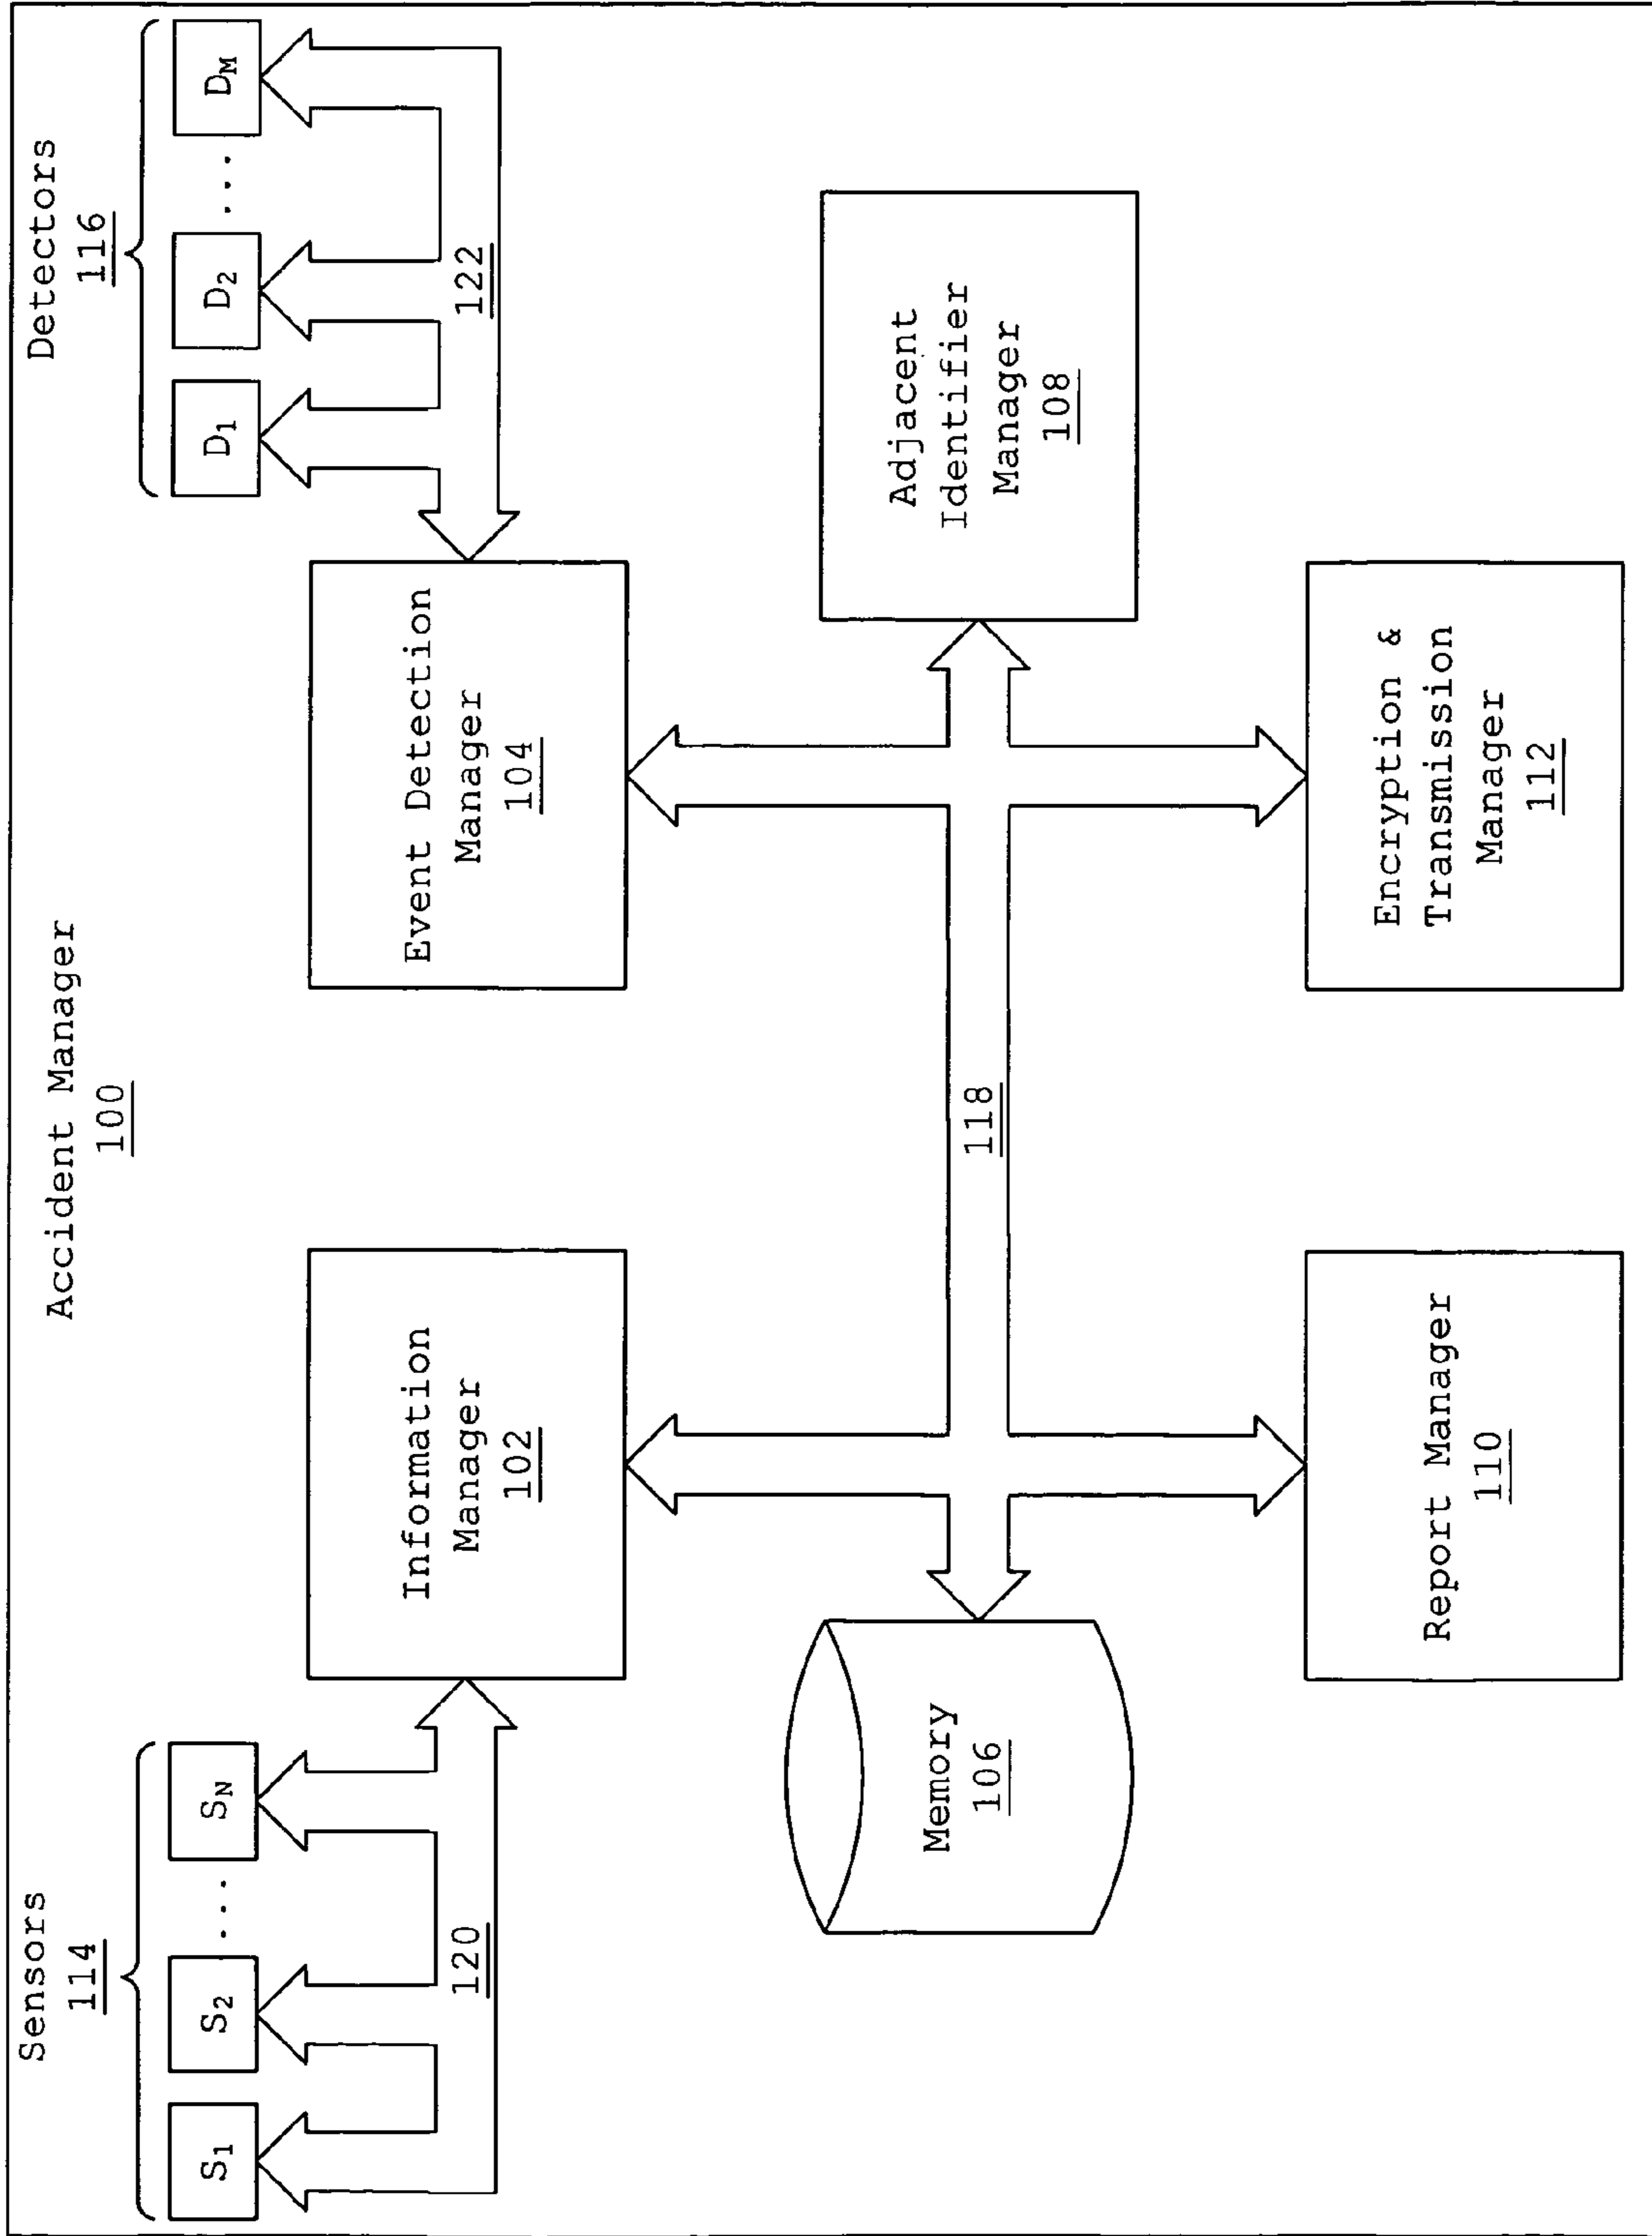 Accident Manager
100
Sensors
114
S1
S2
...
SN
120
Detectors
116
D1
D2
...
DM
122
Information
Manager
102
Event Detection
Manager
104
Memory
106
118
Adjacent
Identifier
Manager
108
Report Manager
110
Encryption &
Transmission
Manager
112